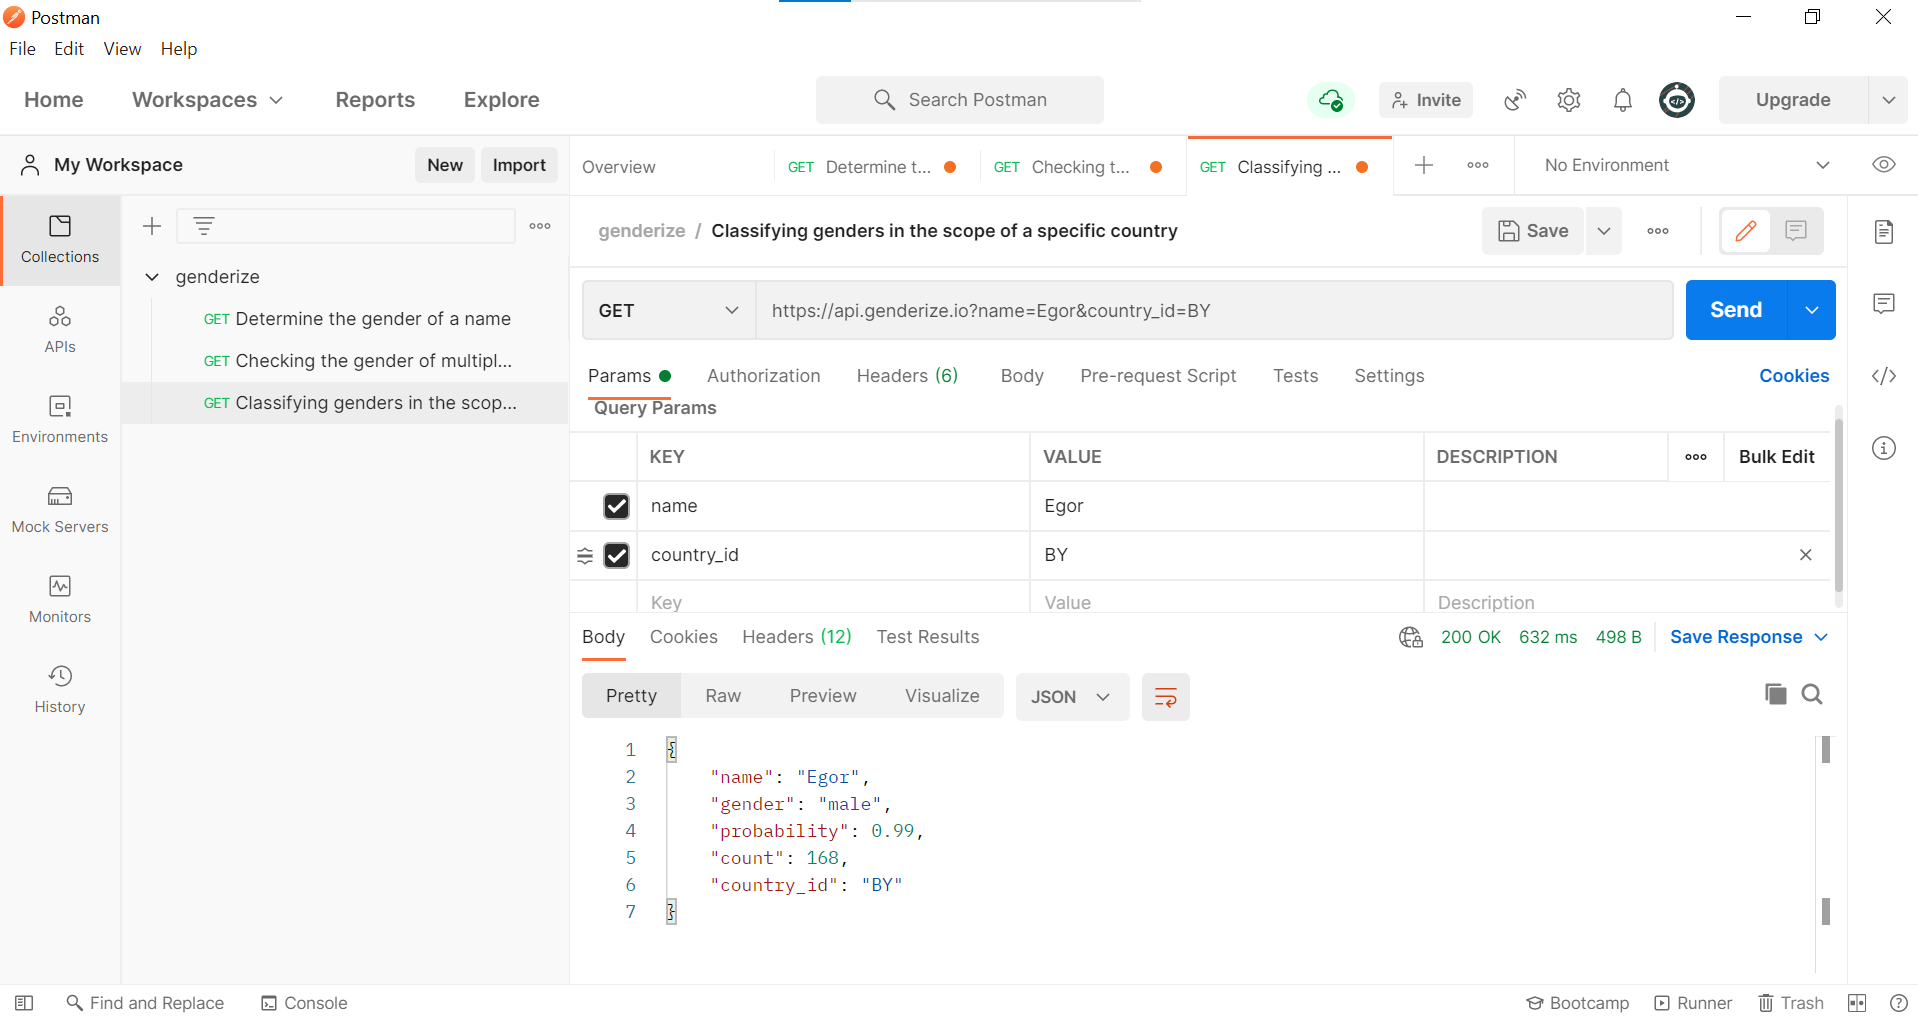 Postman
File Edit View Help
Home Workspaces Reports Explore Search Postman Invite Upgrade
My Workspace New Import Overview GET Determine t... GET Checking t... GET Classifying ... No Environment
Collections
APIs
Environments
Mock Servers
Monitors
History
genderize
GET Determine the gender of a name
GET Checking the gender of multipl...
GET Classifying genders in the scop...
genderize / Classifying genders in the scope of a specific country Save
GET https://api.genderize.io?name=Egor&country_id=BY Send
Params Authorization Headers (6) Body Pre-request Script Tests Settings Cookies
Query Params
KEY VALUE DESCRIPTION Bulk Edit
name Egor
country_id BY
Key Value Description
Body Cookies Headers (12) Test Results 200 OK 632 ms 498 B Save Response
Pretty Raw Preview Visualize JSON
1 {
2 "name": "Egor",
3 "gender": "male",
4 "probability": 0.99,
5 "count": 168,
6 "country_id": "BY"
7 }
Find and Replace Console Bootcamp Runner Trash